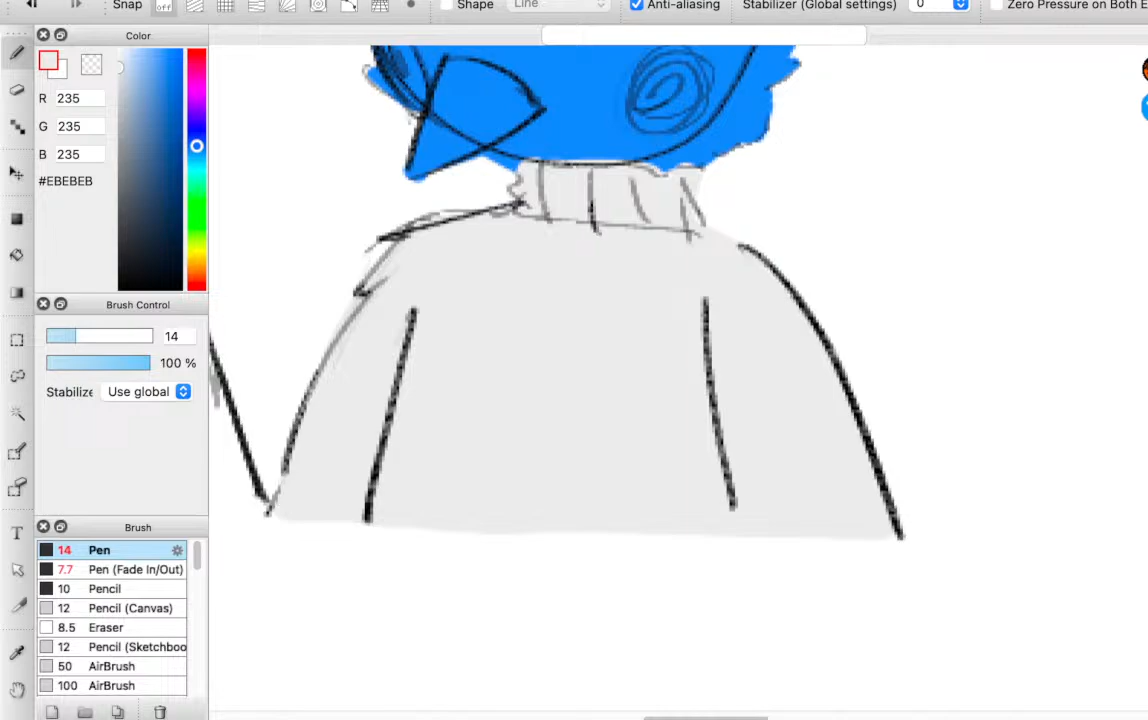 Snap off Shape Line Anti-aliasing Stabilizer (Global settings) 0 Zero Pressure on Both E
Color
R 235
G 235
B 235
#EBEBEB
Brush Control
14
100 %
Stabilize Use global
Brush
14 Pen
7.7 Pen (Fade In/Out)
10 Pencil
12 Pencil (Canvas)
8.5 Eraser
12 Pencil (Sketchboo
50 AirBrush
100 AirBrush
T